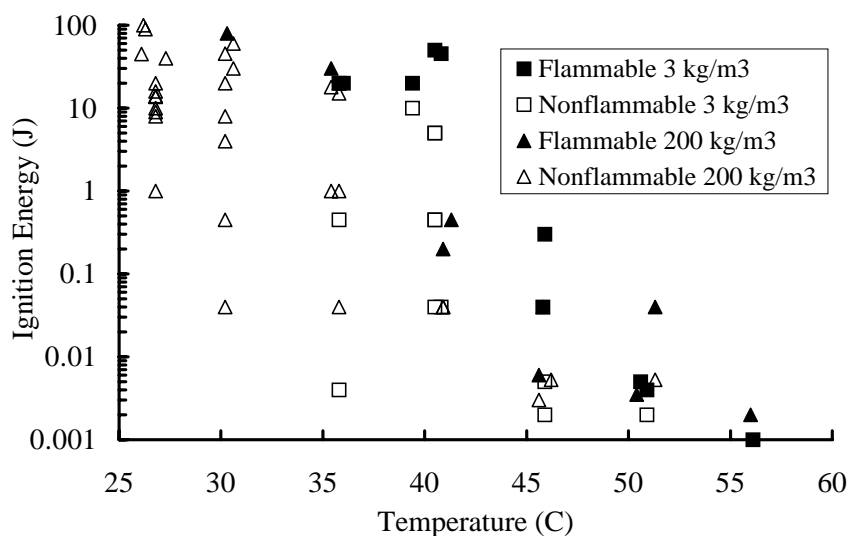 100
10
1
0.1
0.01
0.001
Ignition Energy (J)
25 30 35 40 45 50 55 60
Temperature (C)
Flammable 3 kg/m3
Nonflammable 3 kg/m3
Flammable 200 kg/m3
Nonflammable 200 kg/m3